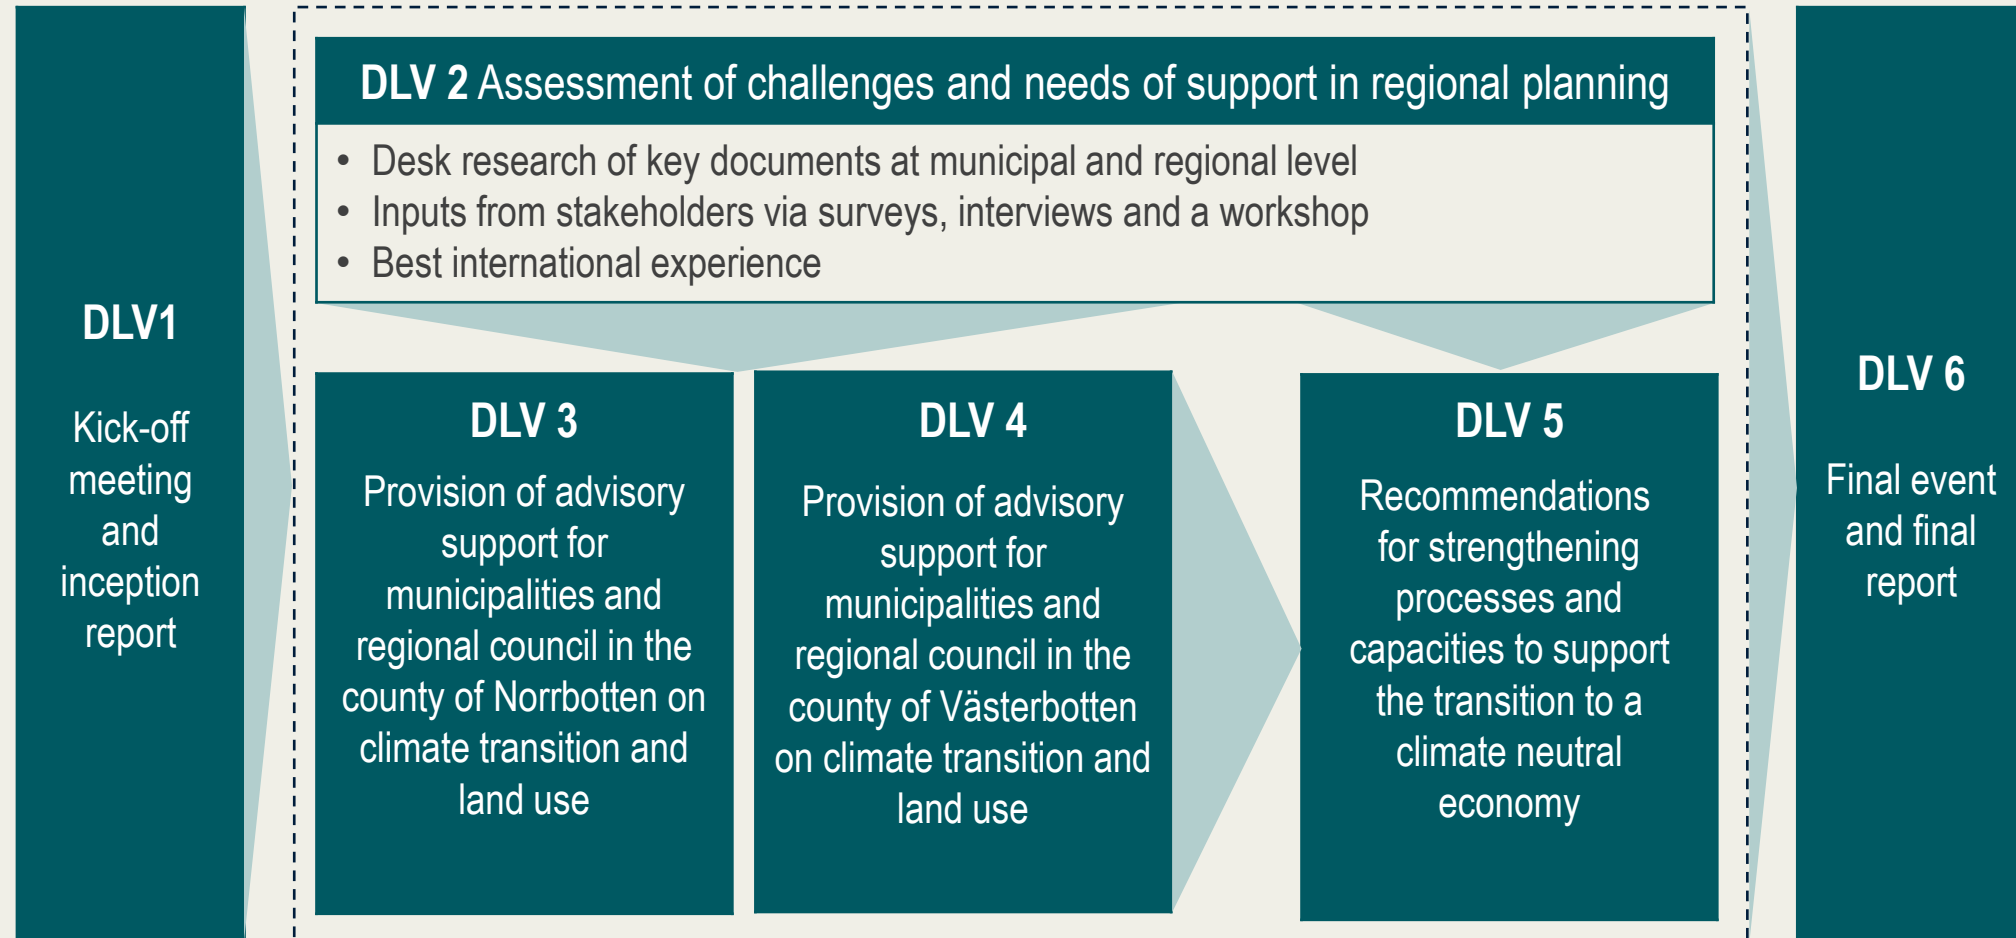 DLV1
Kick-off
meeting
and
inception
report
DLV 2 Assessment of challenges and needs of support in regional planning
• Desk research of key documents at municipal and regional level
• Inputs from stakeholders via surveys, interviews and a workshop
• Best international experience
DLV 3
Provision of advisory
support for
municipalities and
regional council in the
county of Norrbotten on
climate transition and
land use
DLV 4
Provision of advisory
support for
municipalities and
regional council in the
county of Västerbotten
on climate transition and
land use
DLV 5
Recommendations
for strengthening
processes and
capacities to support
the transition to a
climate neutral
economy
DLV 6
Final event
and final
report